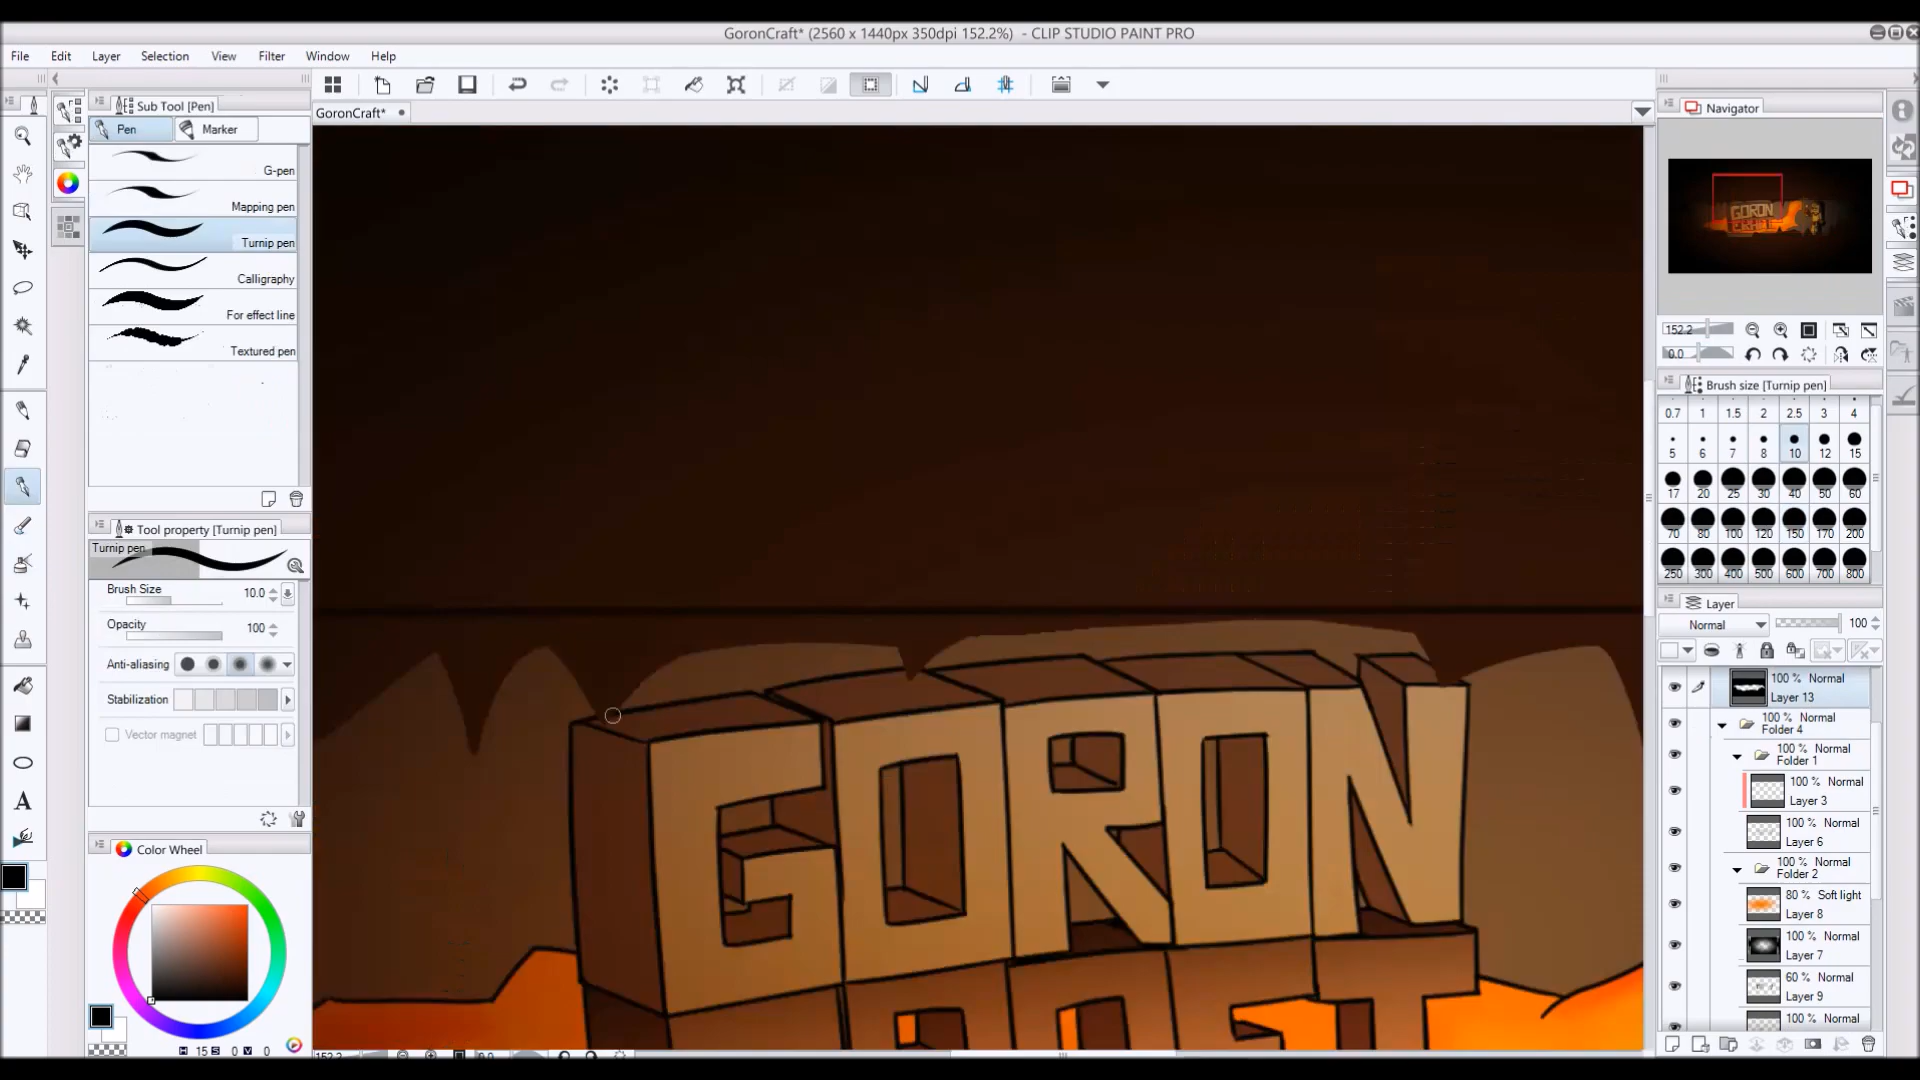 GoronCraft* (2560 x 1440px 350dpi 152.2%) - CLIP STUDIO PAINT PRO
File Edit Layer Selection View Filter Window Help
Sub Tool [Pen]
GoronCraft*
Navigator
Pen Marker
G-pen
Mapping pen
Turnip pen
Calligraphy
For effect line
Textured pen
152.2
0.0
Brush size [Turnip pen]
0.7 1 1.5 2 2.5 3 4
5 6 7 8 10 12 15
17 20 25 30 40 50 60
70 80 100 120 150 170 200
250 300 400 500 600 700 800
Tool property [Turnip pen]
Turnip pen
Brush Size 10.0
Opacity 100
Anti-aliasing
Stabilization
Vector magnet
Color Wheel
H 15 S 0 V 0
Layer
Normal 100
100 % Normal
Layer 13
100 % Normal
Folder 4
100 % Normal
Folder 1
100 % Normal
Layer 3
100 % Normal
Layer 6
100 % Normal
Folder 2
80 % Soft light
Layer 8
100 % Normal
Layer 7
60 % Normal
Layer 9
100 % Normal
GORON